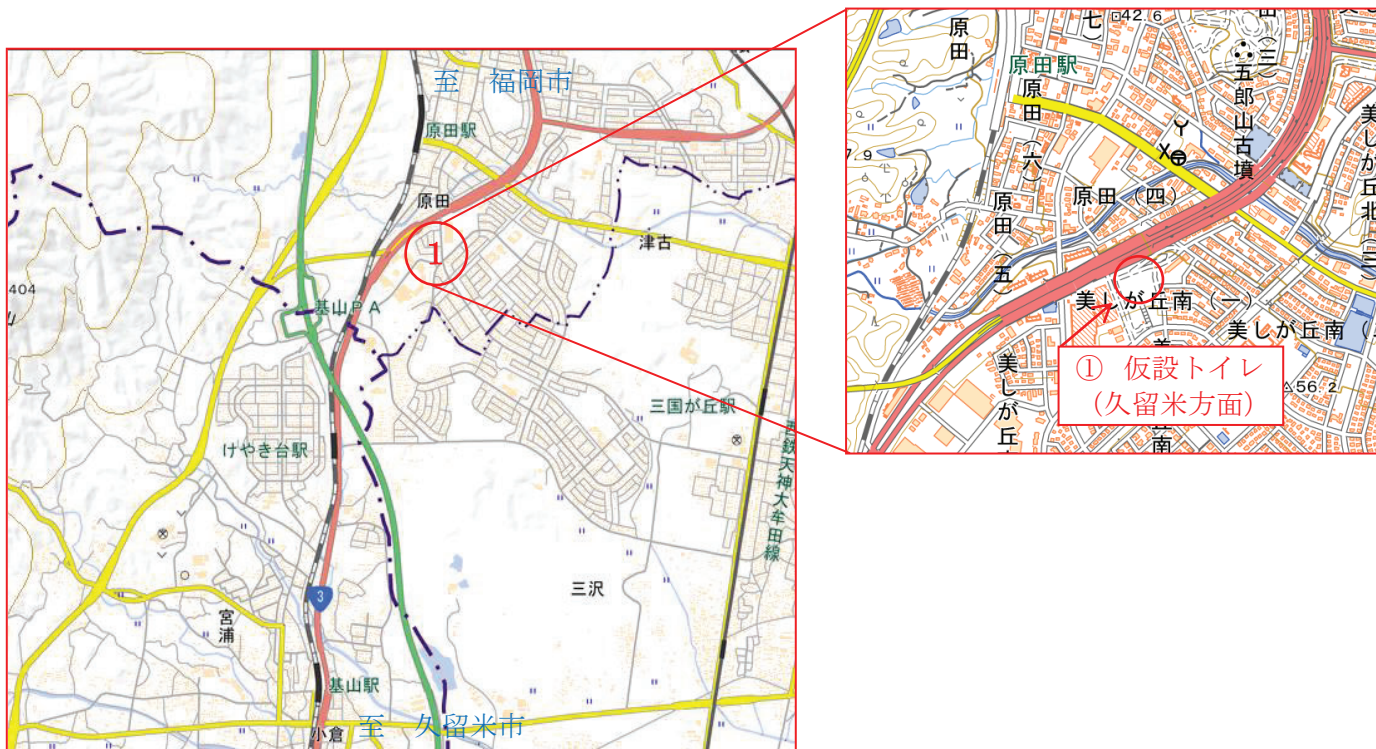 至 福岡市
原田駅
原田
①
津古
404
基山PA
三国が丘駅
西鉄天神大牟田線
けやき台駅
3
三沢
宮浦
基山駅
小倉
至 久留米市
七)
42.6
(三)
原田
原田駅
原田(六)
五郎山古墳
7.9
美しが丘北(三)
原田(四)
原田(五)
美しが丘南(一)
美しが丘南(
① 仮設トイレ
(久留米方面)
56.2
美しが丘
南